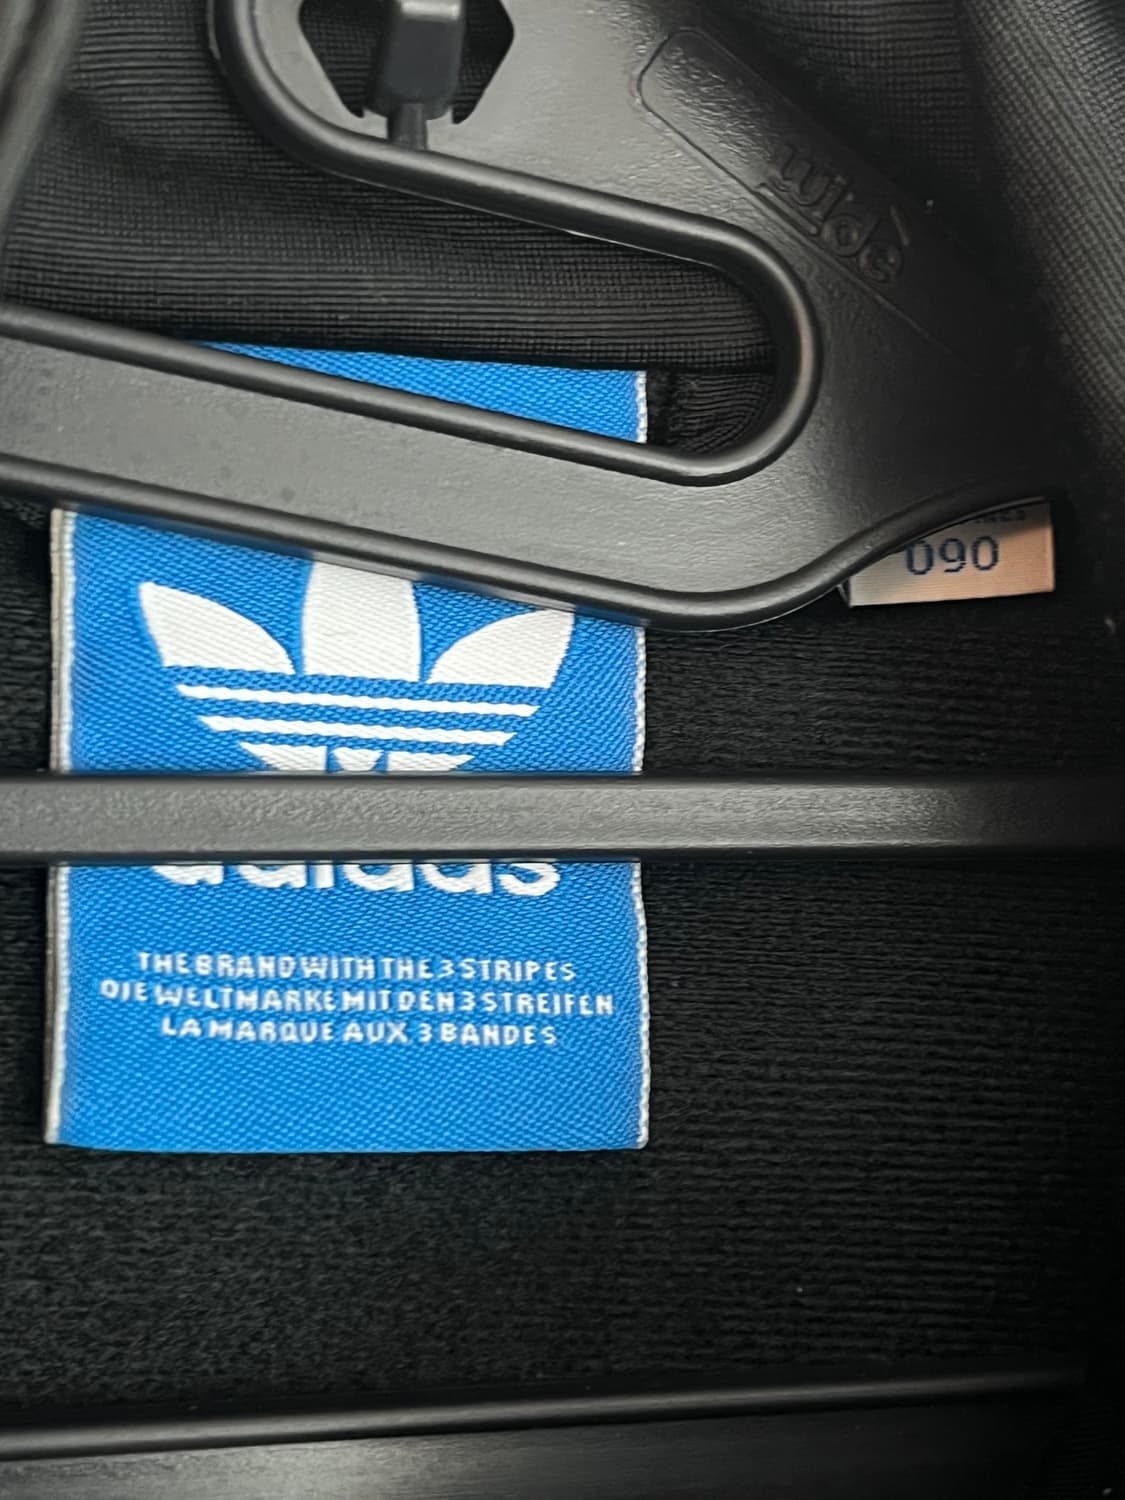 090
adidas
THE BRAND WITH THE 3 STRIPES
DIE WELTMARKE MIT DEN 3 STREIFEN
LA MARQUE AUX 3 BANDES